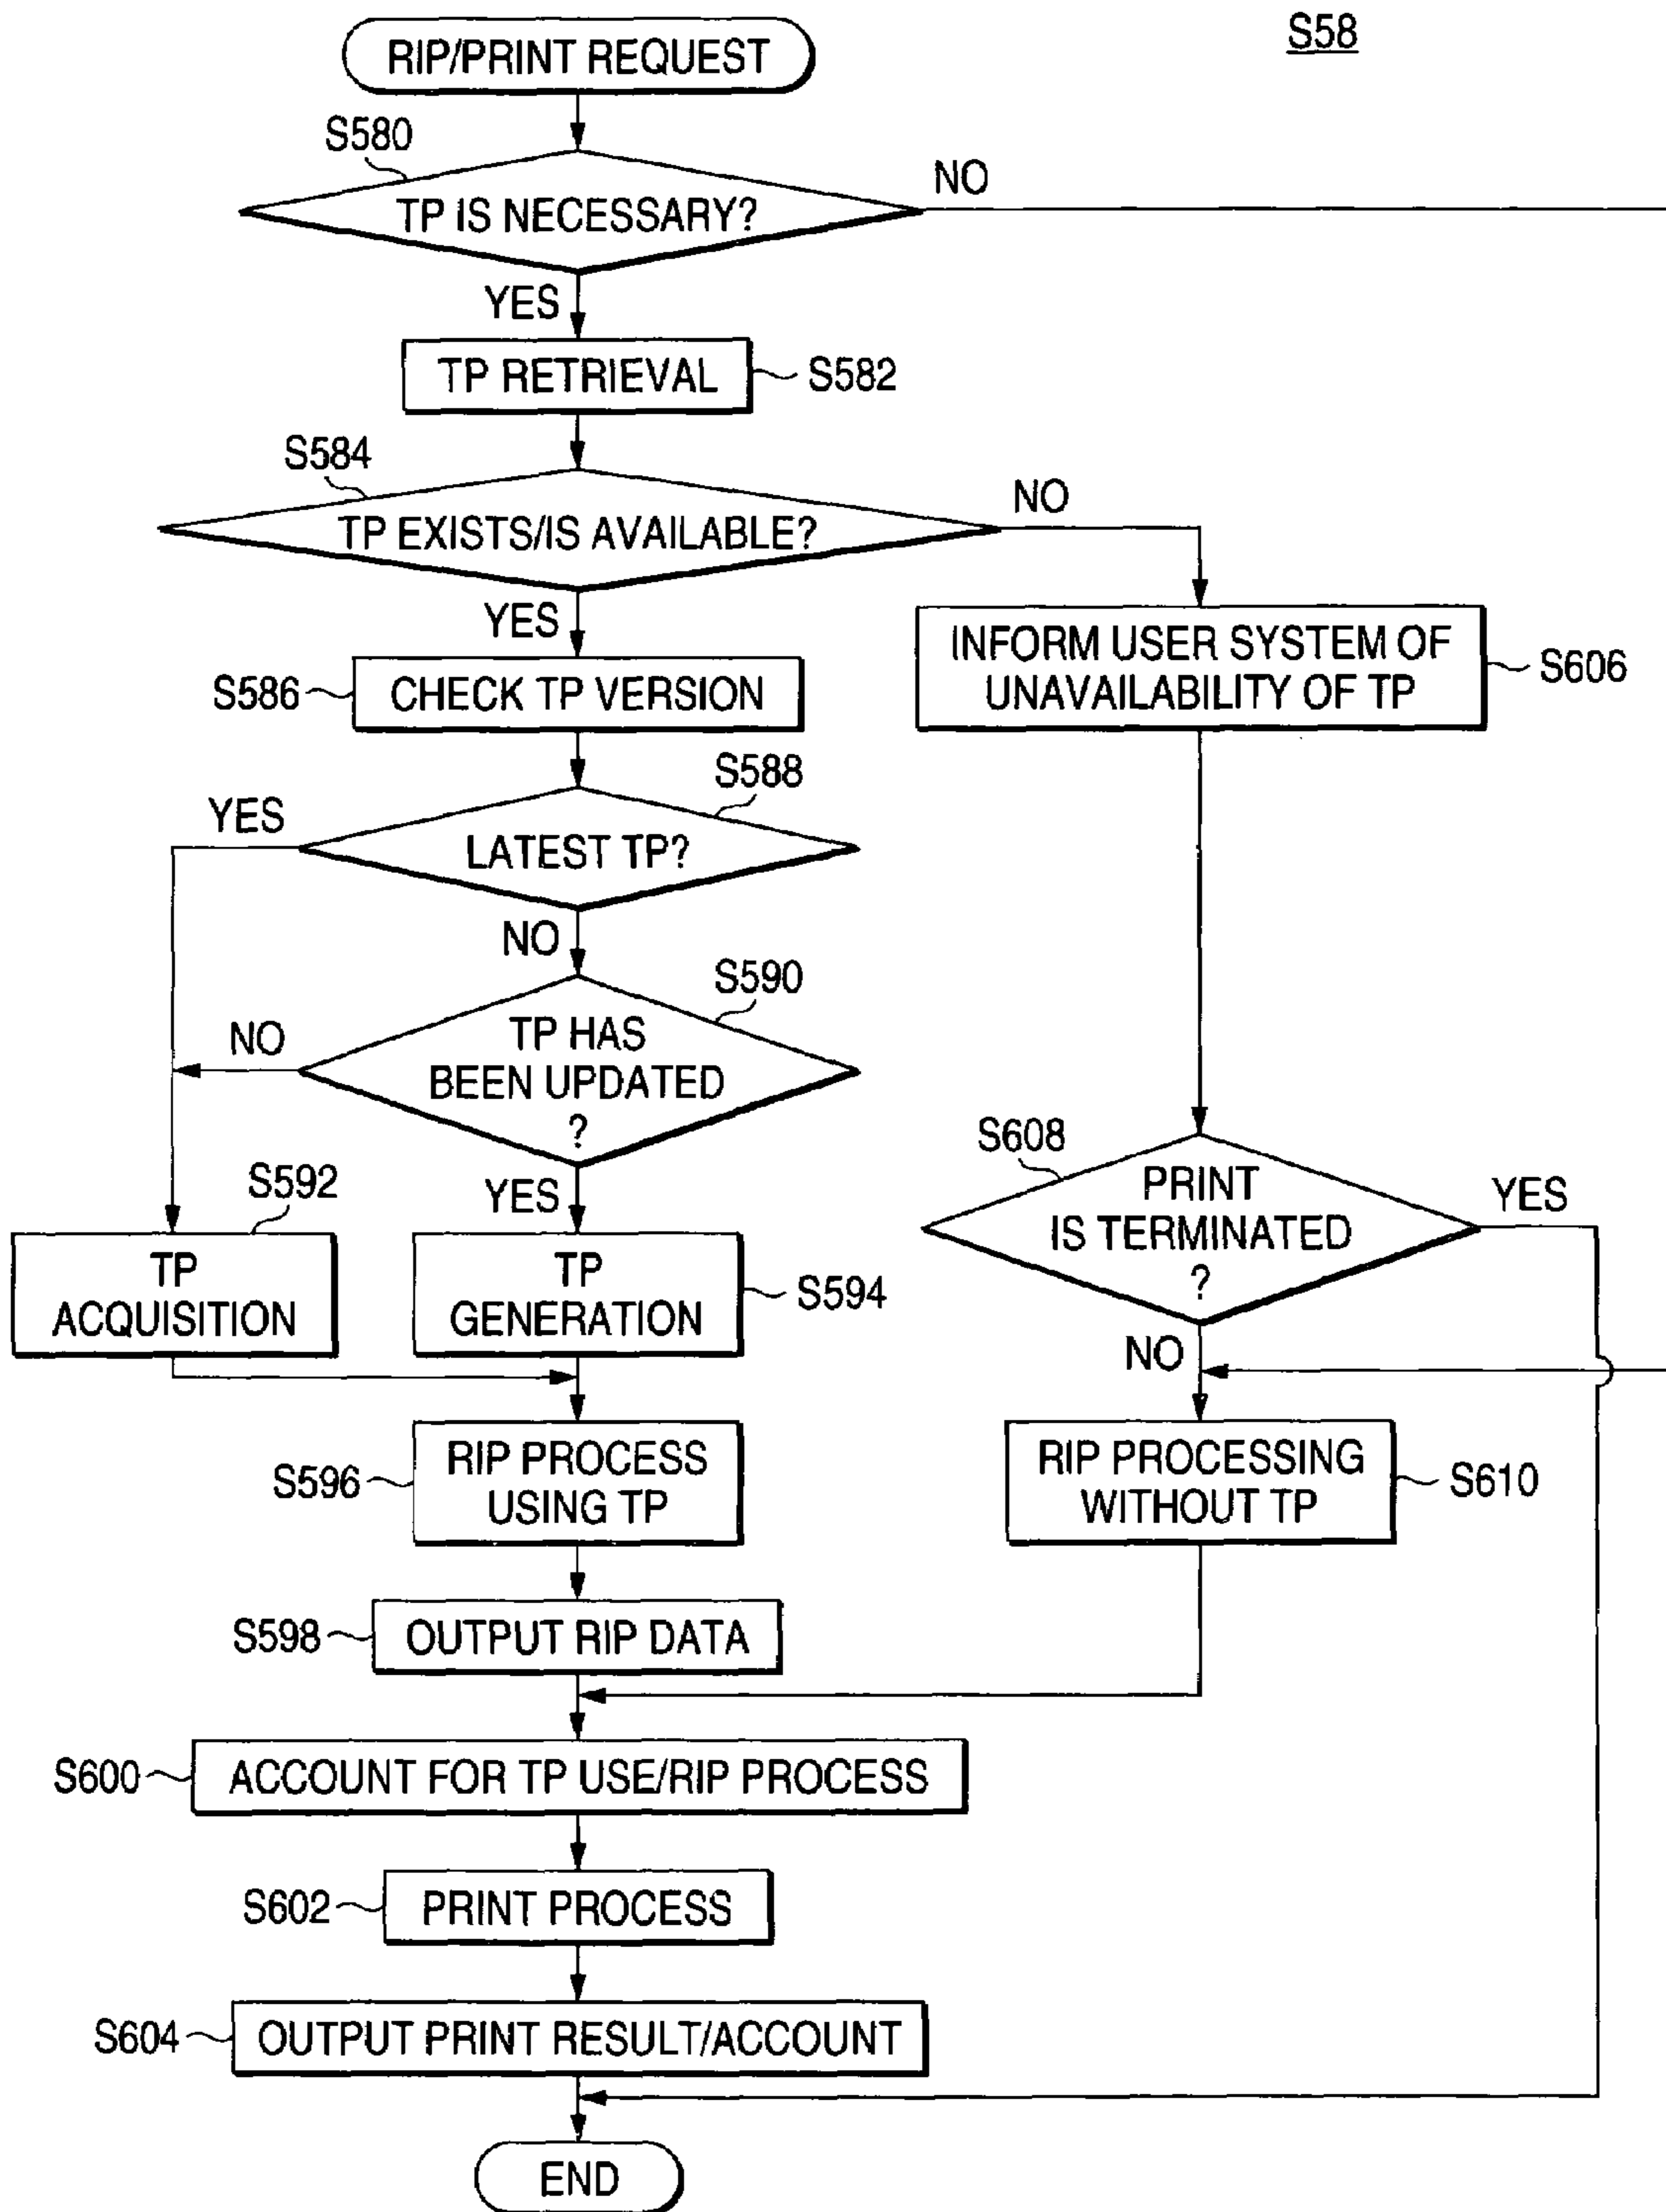 S58
RIP/PRINT REQUEST
S580
TP IS NECESSARY?
NO
YES
TP RETRIEVAL
S582
S584
TP EXISTS/IS AVAILABLE?
NO
YES
INFORM USER SYSTEM OF
UNAVAILABILITY OF TP
S606
S586
CHECK TP VERSION
S588
YES
LATEST TP?
NO
S590
NO
TP HAS
BEEN UPDATED
?
S608
PRINT
IS TERMINATED
?
YES
NO
S592
YES
TP
ACQUISITION
TP
GENERATION
S594
S596
RIP PROCESS
USING TP
RIP PROCESSING
WITHOUT TP
S610
S598
OUTPUT RIP DATA
S600
ACCOUNT FOR TP USE/RIP PROCESS
S602
PRINT PROCESS
S604
OUTPUT PRINT RESULT/ACCOUNT
END